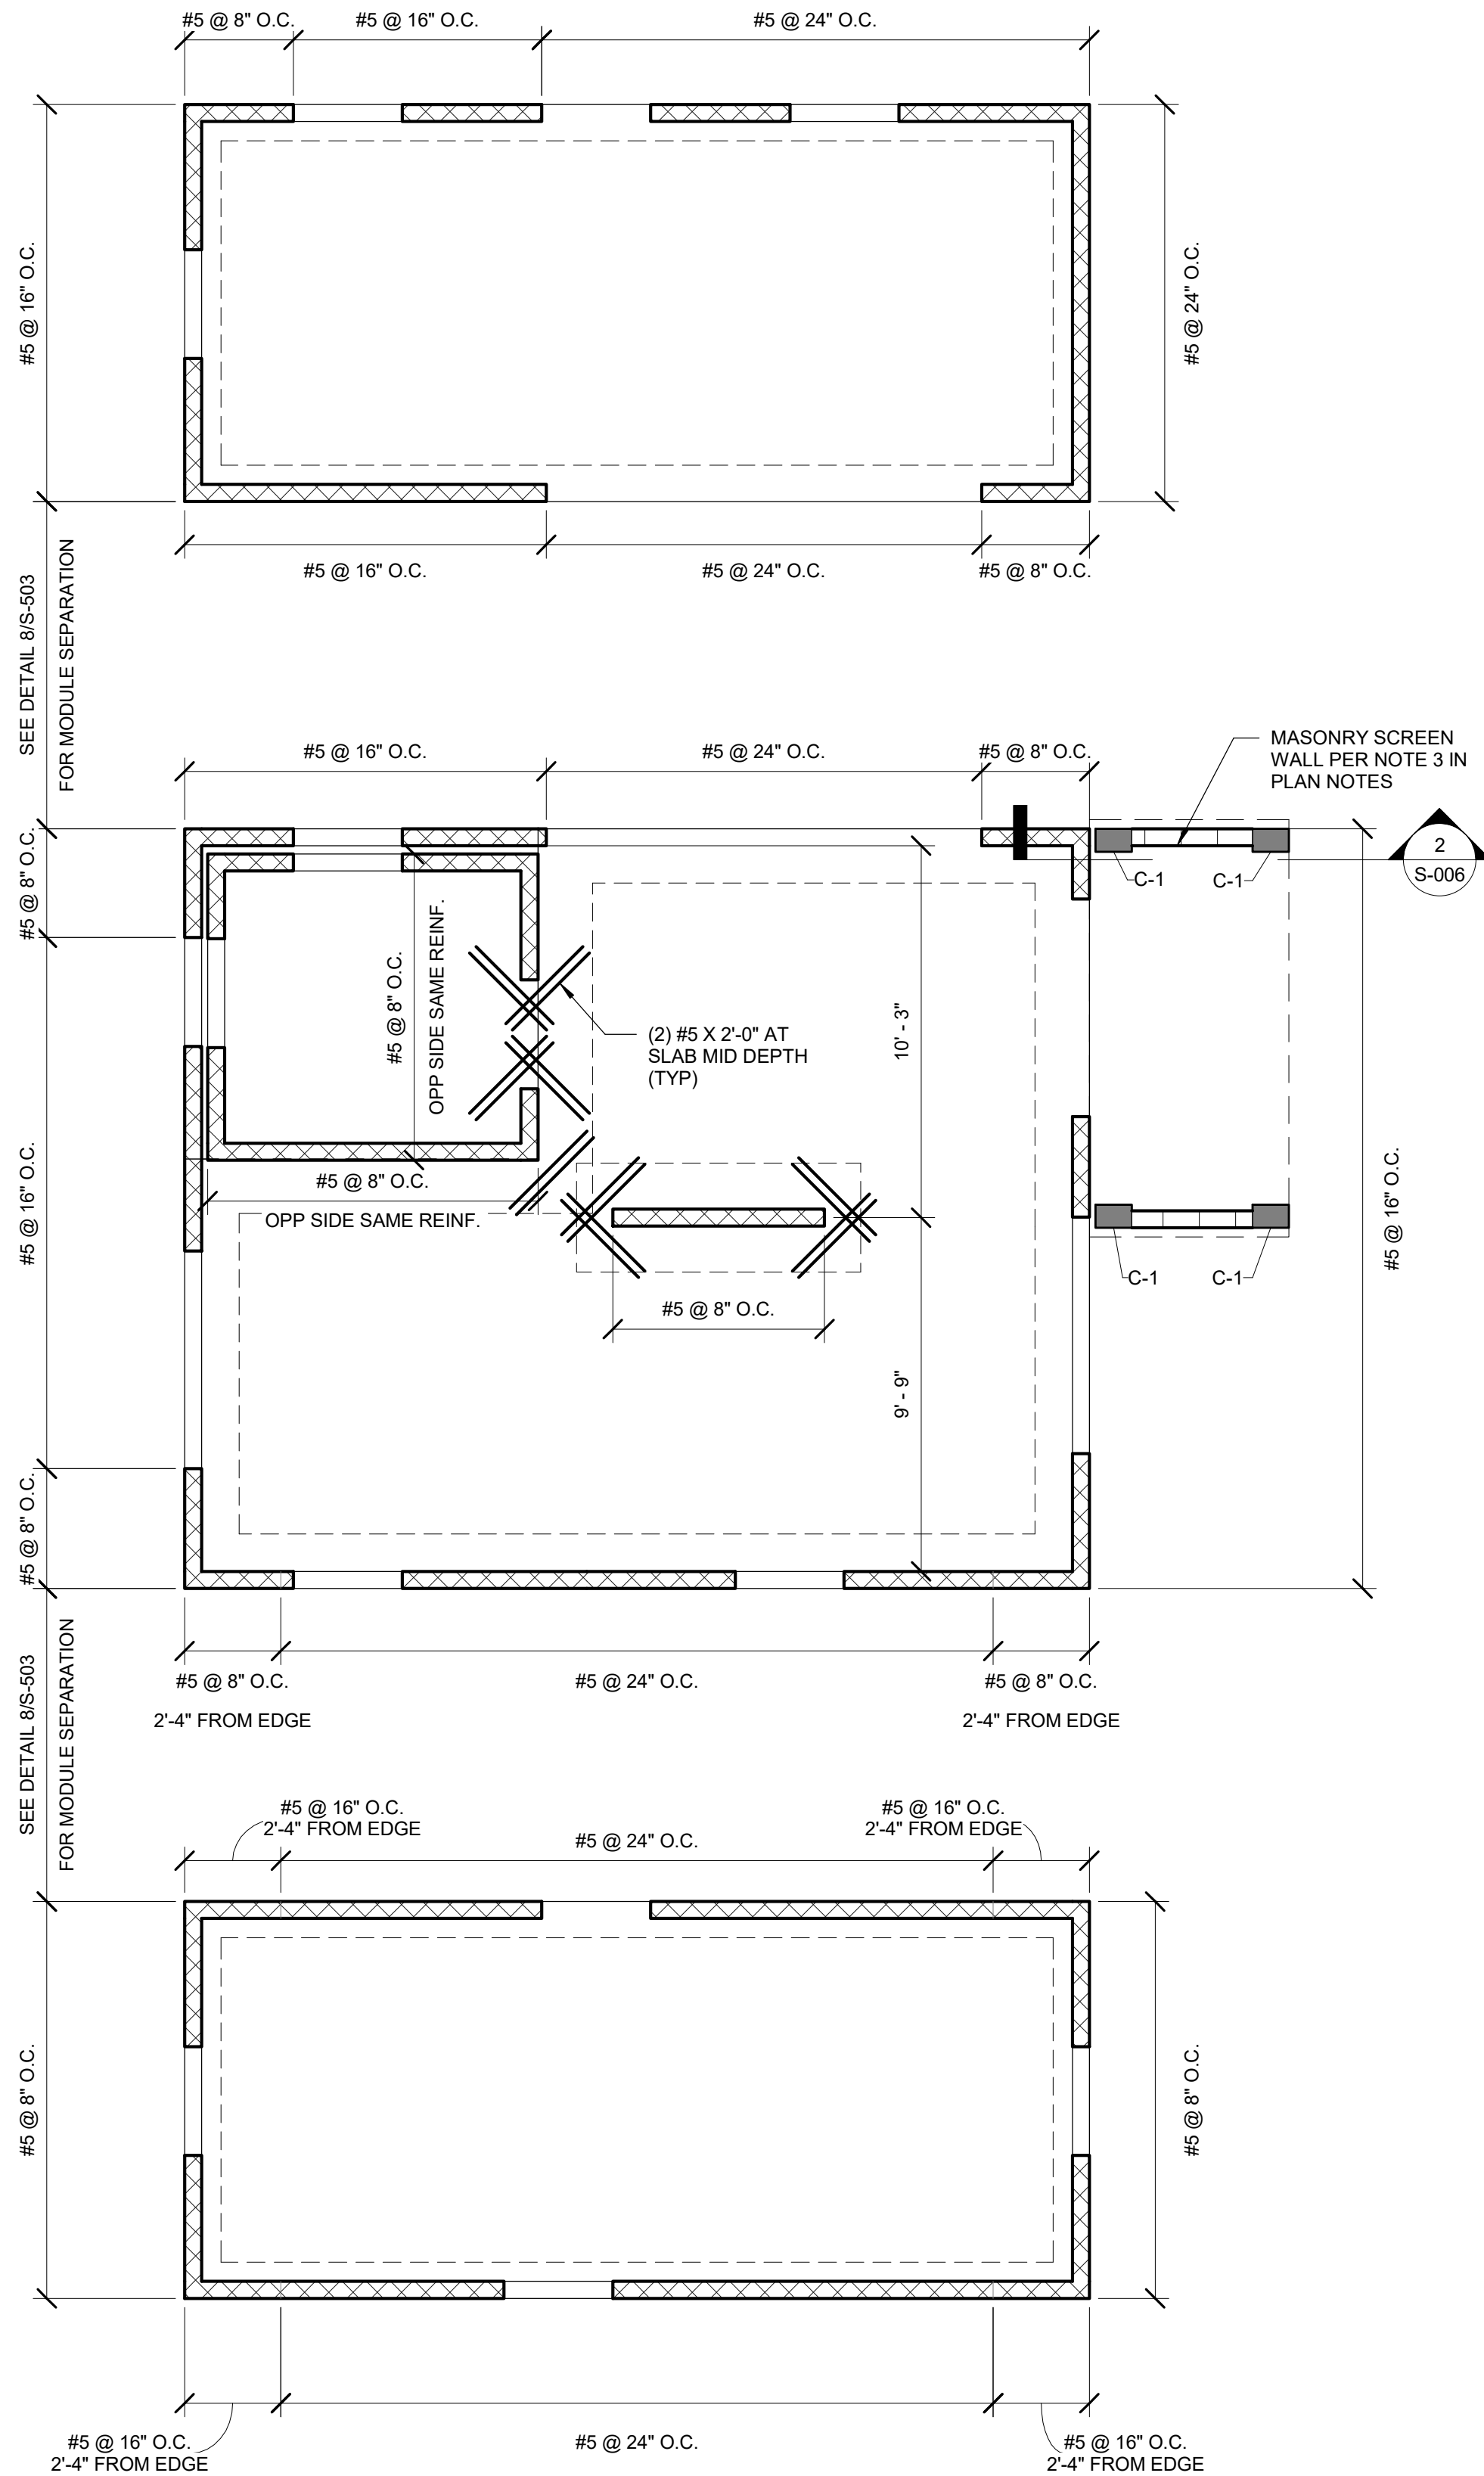 #5 @ 8" O.C.
#5 @ 16" O.C.
#5 @ 24" O.C.
#5 @ 16" O.C.
#5 @ 24" O.C.
#5 @ 16" O.C.
#5 @ 24" O.C.
#5 @ 8" O.C.
SEE DETAIL 8/S-503
FOR MODULE SEPARATION
#5 @ 16" O.C.
#5 @ 24" O.C.
#5 @ 8" O.C.
MASONRY SCREEN
WALL PER NOTE 3 IN
PLAN NOTES
2
S-006
C-1
C-1
#5 @ 8" O.C.
#5 @ 8" O.C.
OPP SIDE SAME REINF.
(2) #5 X 2'-0" AT
SLAB MID DEPTH
(TYP)
10' - 3"
#5 @ 16" O.C.
#5 @ 8" O.C.
OPP SIDE SAME REINF.
#5 @ 16" O.C.
C-1
C-1
#5 @ 8" O.C.
9' - 9"
#5 @ 8" O.C.
#5 @ 8" O.C.
2'-4" FROM EDGE
#5 @ 24" O.C.
#5 @ 8" O.C.
2'-4" FROM EDGE
SEE DETAIL 8/S-503
FOR MODULE SEPARATION
#5 @ 16" O.C.
2'-4" FROM EDGE
#5 @ 24" O.C.
#5 @ 16" O.C.
2'-4" FROM EDGE
#5 @ 8" O.C.
#5 @ 8" O.C.
#5 @ 16" O.C.
2'-4" FROM EDGE
#5 @ 24" O.C.
#5 @ 16" O.C.
2'-4" FROM EDGE